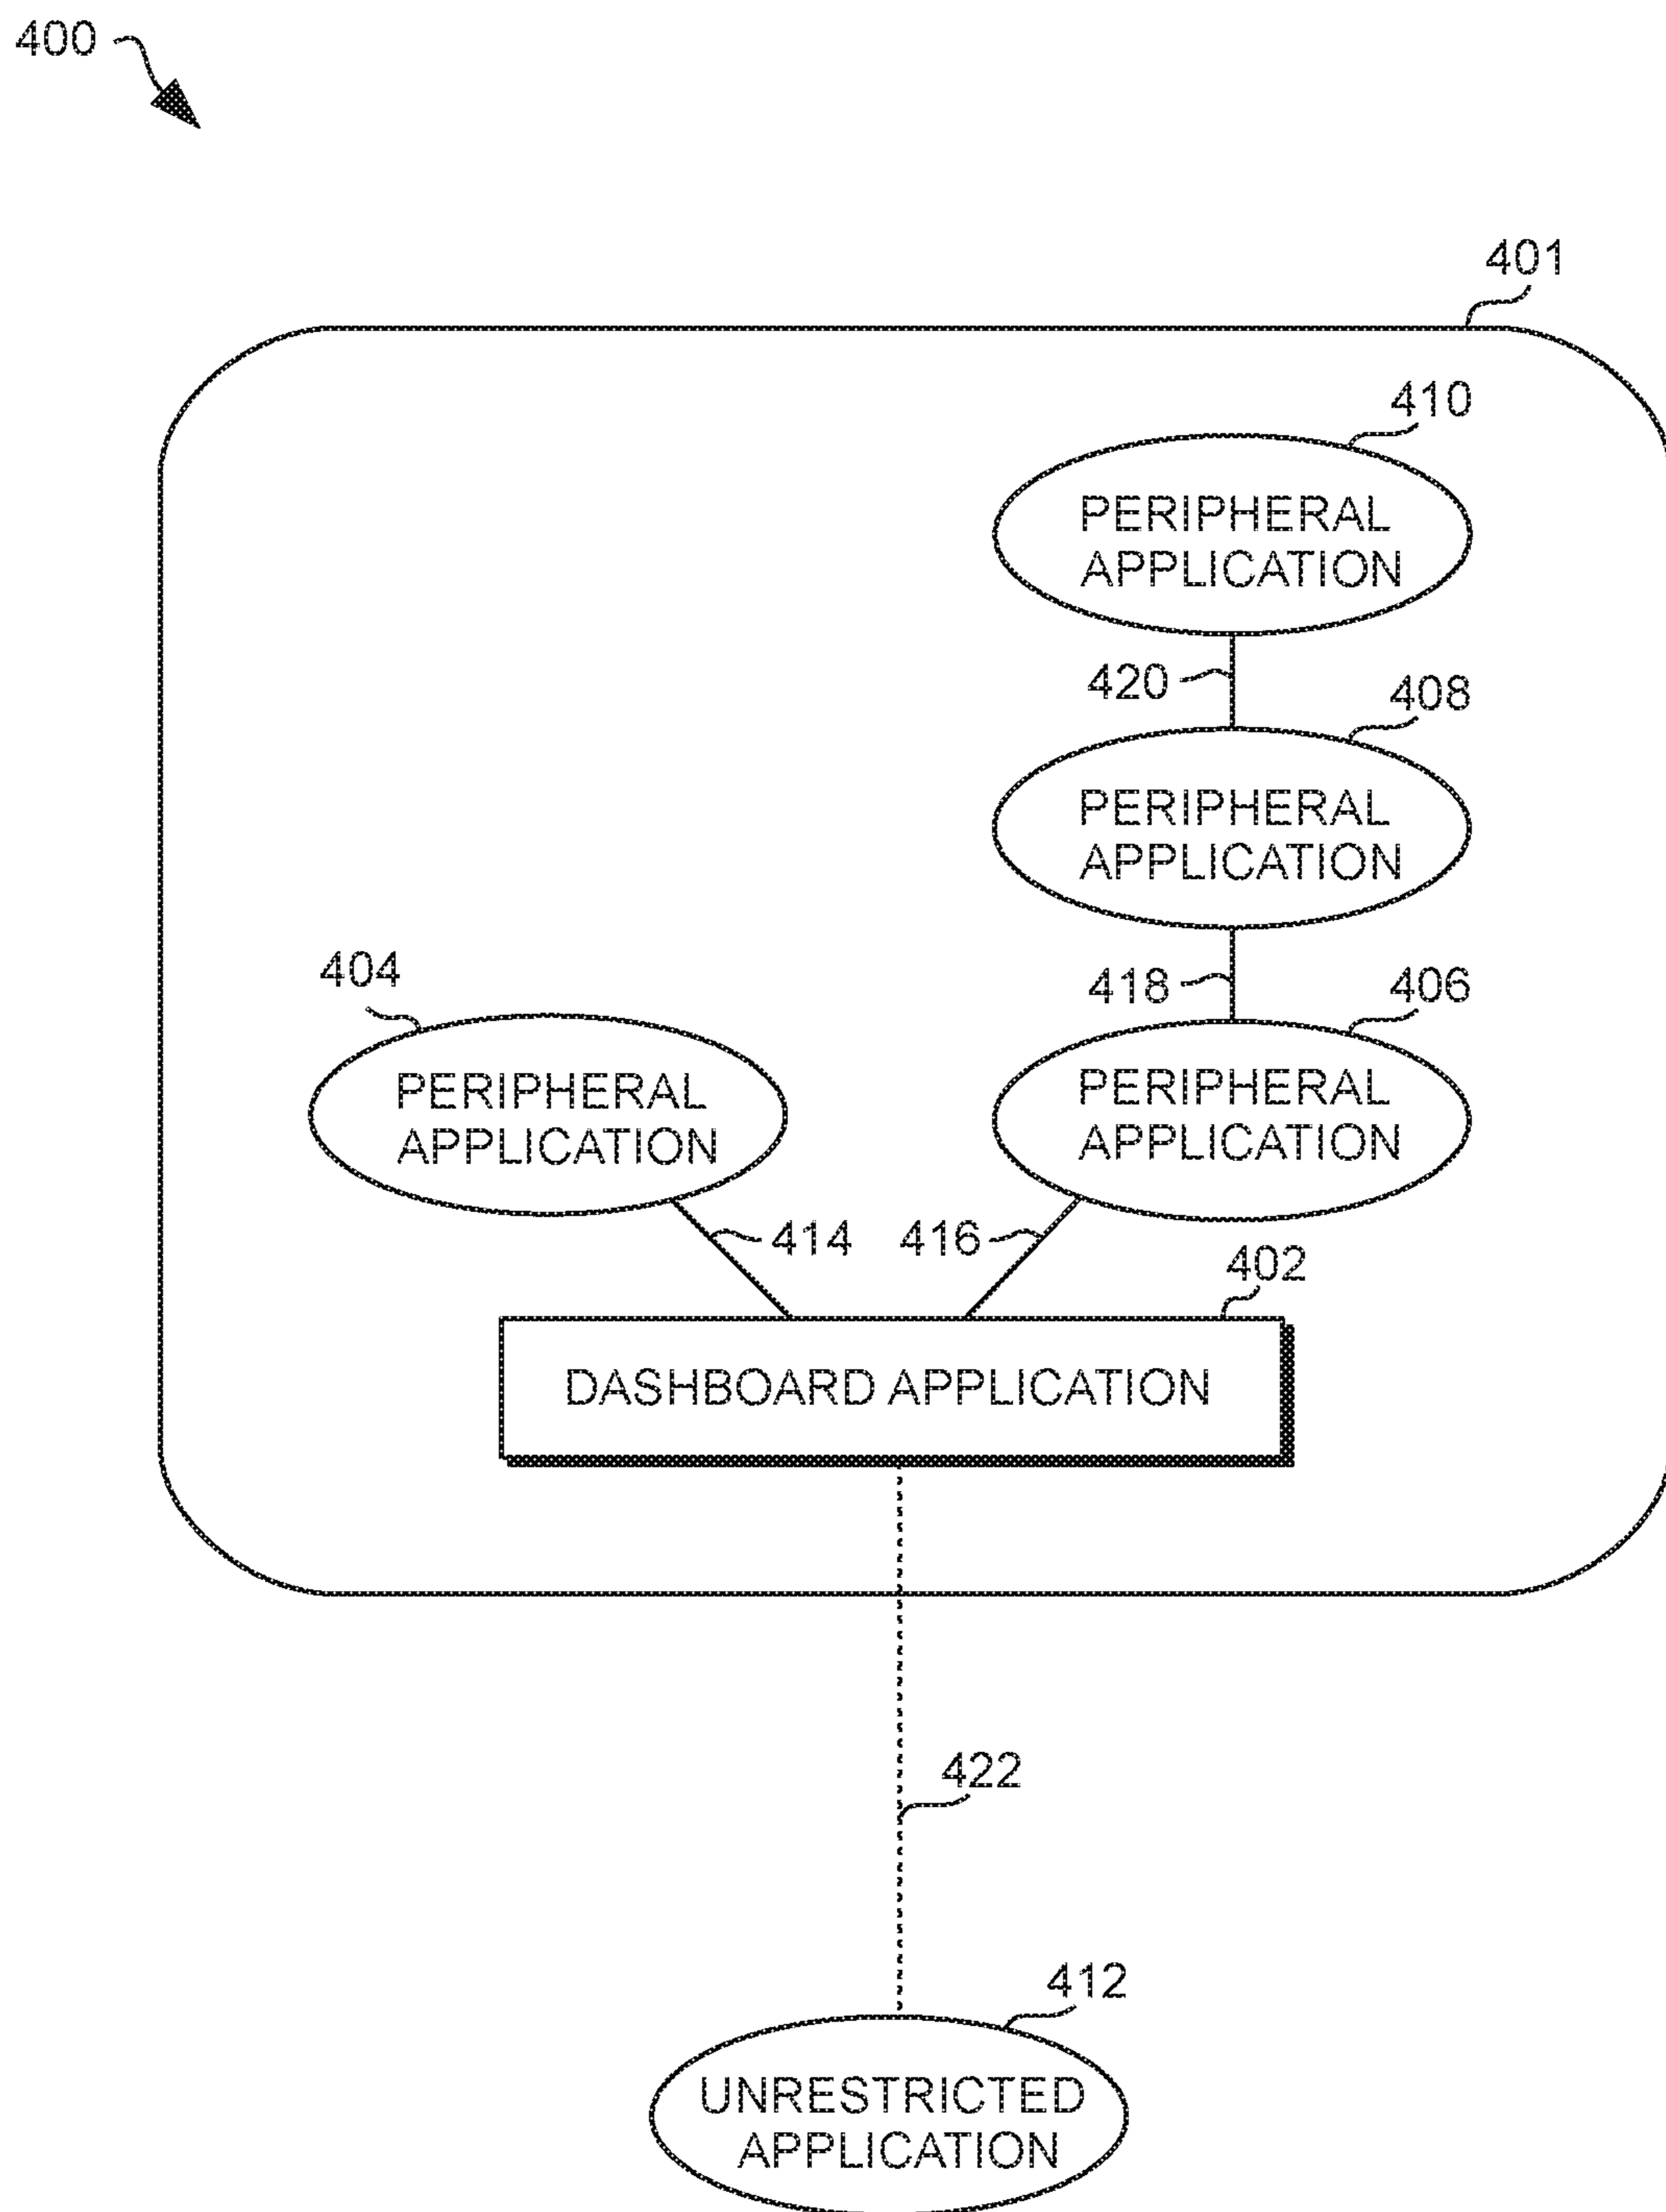 400
401
410
PERIPHERAL
APPLICATION
420
408
PERIPHERAL
APPLICATION
404
418
406
PERIPHERAL
APPLICATION
PERIPHERAL
APPLICATION
414
416
402
DASHBOARD APPLICATION
422
412
UNRESTRICTED
APPLICATION